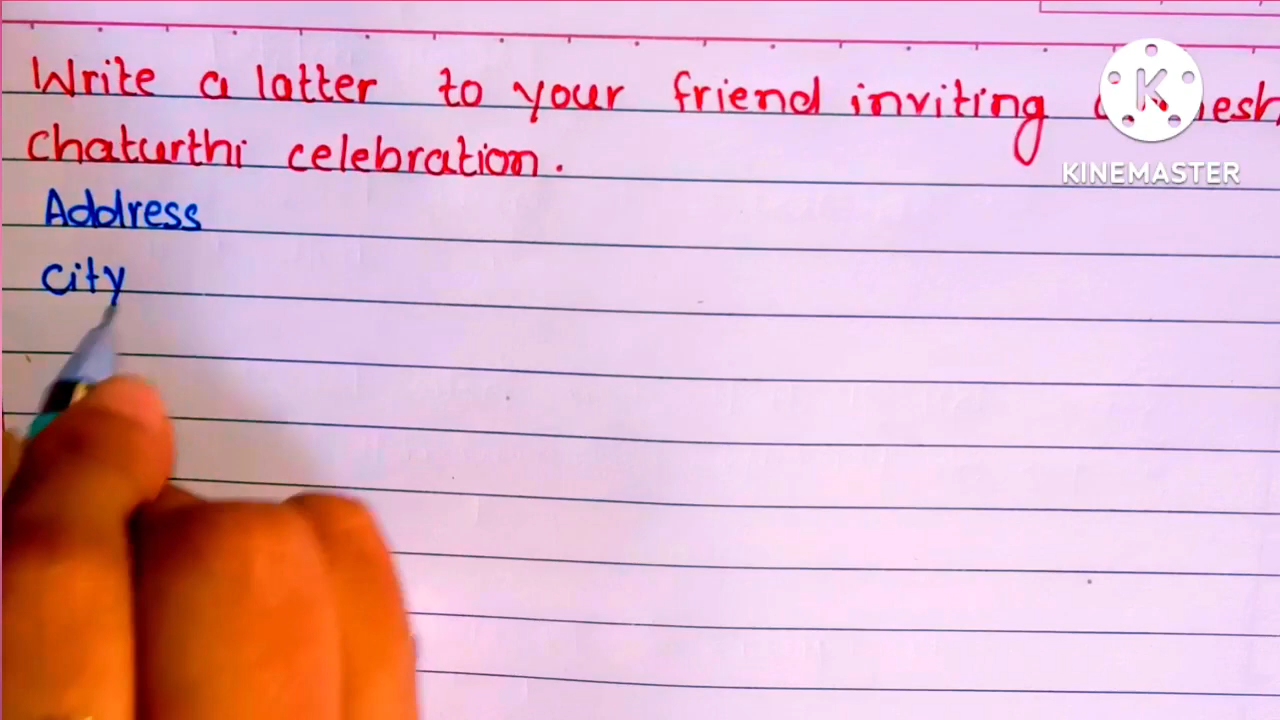 Write a latter to your friend inviting
chaturthi celebration.
Address
City
KINEMASTER